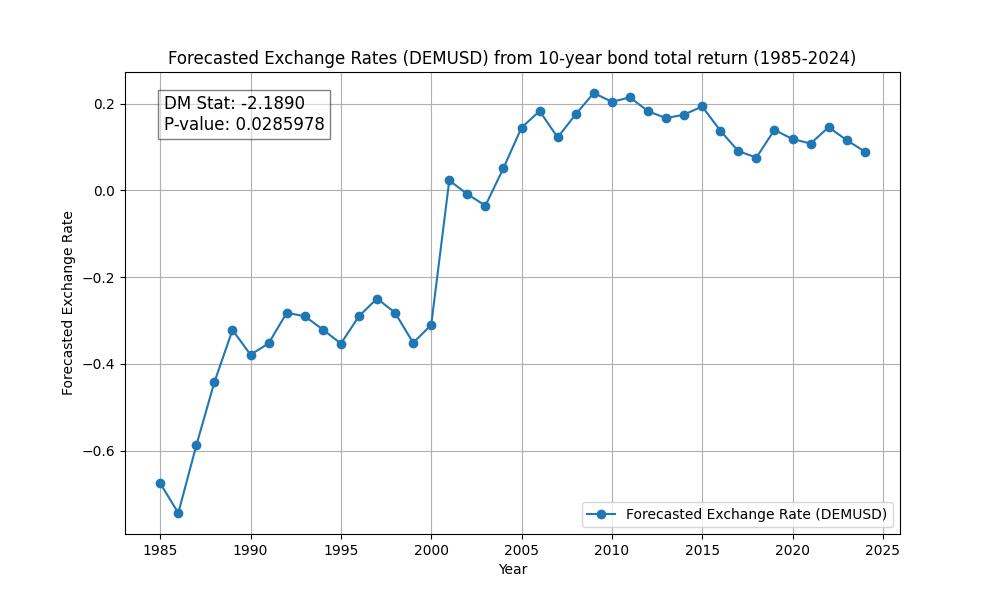 Forecasted Exchange Rates (DEMUSD) from 10-year bond total return (1985-2024)
DM Stat: -2.1890
P-value: 0.0285978
Forecasted Exchange Rate
0.2
0.0
−0.2
−0.4
−0.6
Forecasted Exchange Rate (DEMUSD)
1985 1990 1995 2000 2005 2010 2015 2020 2025
Year